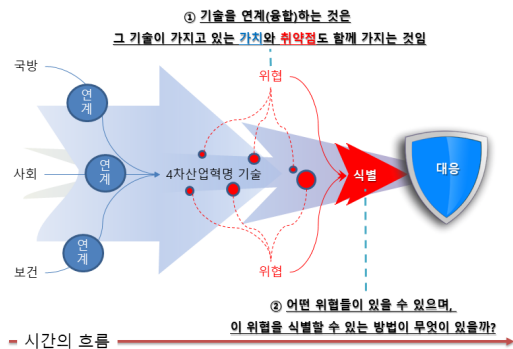 ① 기술을 연계(융합)하는 것은
그 기술이 가지고 있는 가치와 취약점도 함께 가지는 것임
국방
연계
위협
사회
연계
4차산업혁명 기술
식별
대응
연계
보건
위협
② 어떤 위협들이 있을 수 있으며,
이 위협을 식별할 수 있는 방법이 무엇이 있을까?
시간의 흐름